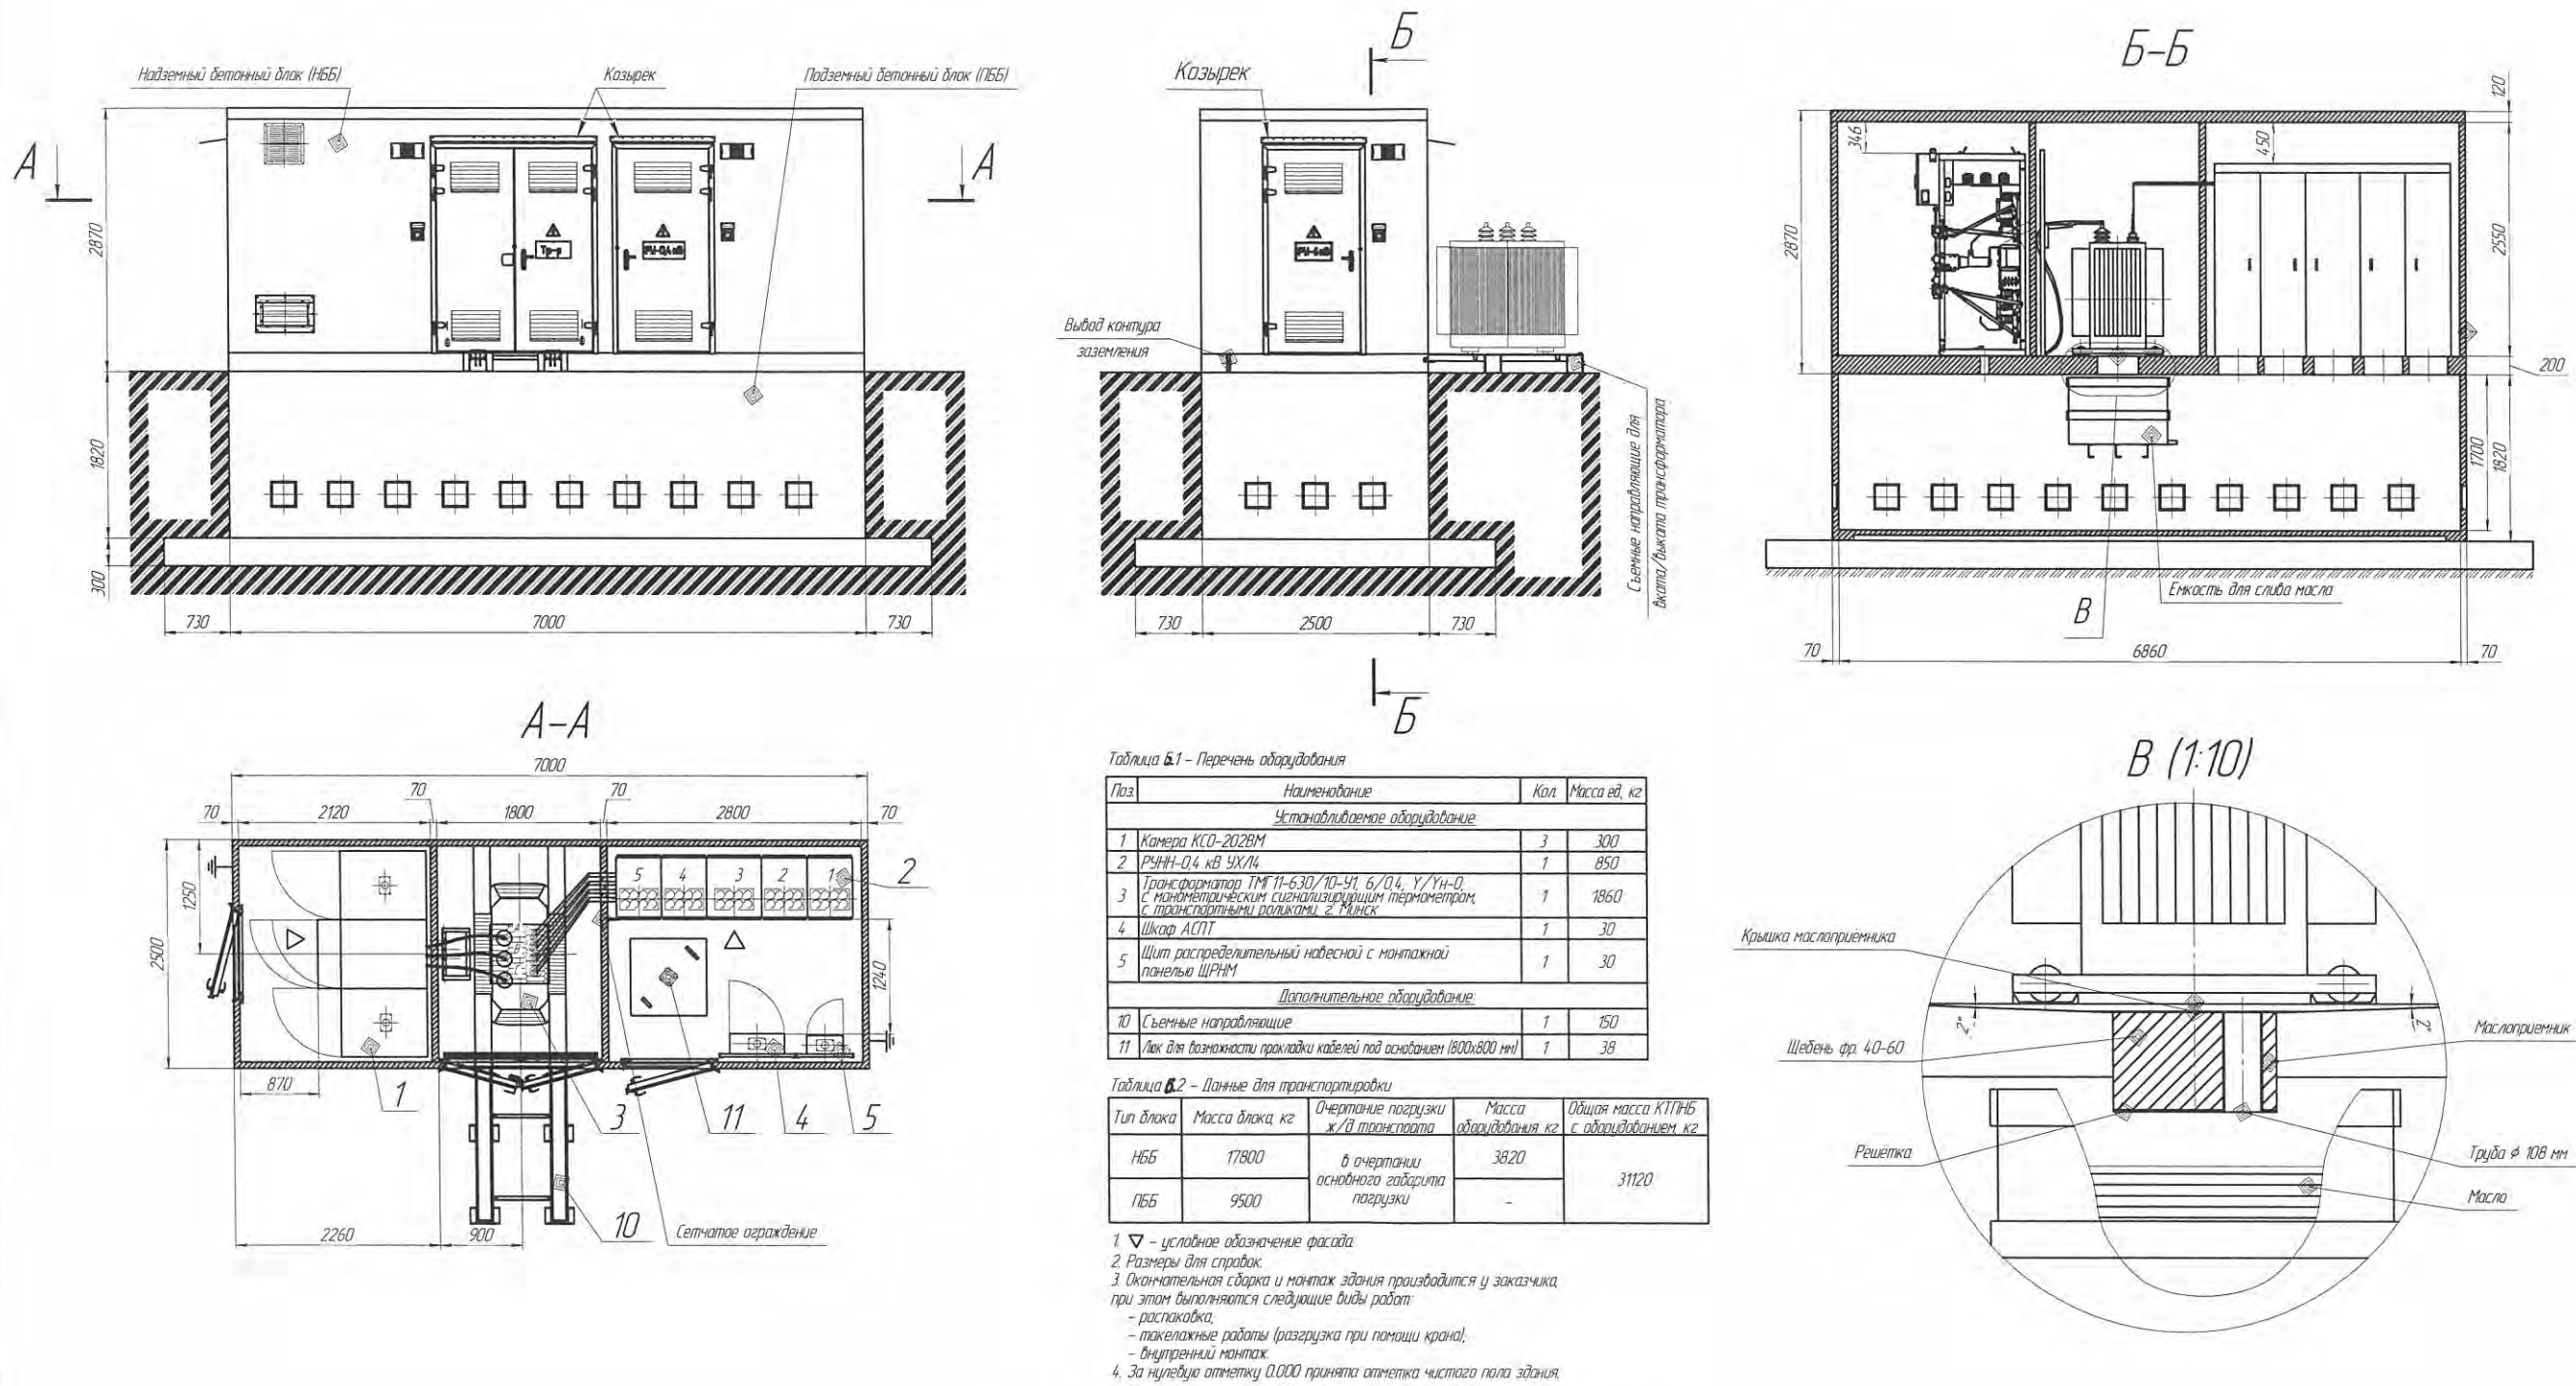 Надземный бетонный блок (НББ)
Козырек
Подземный бетонный блок (ПББ)
А
А
2870
1820
300
730
7000
730
Тр-р
РУ-0,4 кВ
Б
Козырек
Вывод контура
заземления
Съемные направляющие для
вката/выката трансформатора
730
2500
730
Б
Б-Б
120
346
450
2870
2550
200
1700
1820
Емкость для слива масла
В
70
6860
70
А-А
7000
70
70
70
2120
1800
2800
70
1250
2500
1240
5
4
3
2
1
2
870
1
3
11
4
5
2260
900
10
Сетчатое ограждение
Таблица Б.1 - Перечень оборудования
Поз.
Наименование
Кол.
Масса ед., кг
Устанавливаемое оборудование
1
Камера КСО-202ВМ
3
300
2
РУНН-0,4 кВ УХЛ4
1
850
3
Трансформатор ТМГ11-630/10-У1, 6/0,4, Y/Yн-0,
с манометрическим сигнализирующим термометром,
с транспортными роликами, г. Минск
1
1860
4
Шкаф АСПТ
1
30
5
Щит распределительный навесной с монтажной
панелью ЩРНМ
1
30
Дополнительное оборудование:
10
Съемные направляющие
1
150
11
Люк для возможности прокладки кабелей под основанием (800х800 мм)
1
38
Таблица Б.2 - Данные для транспортировки
Тип блока
Масса блока, кг
Очертание погрузки
ж/д транспорта
Масса
оборудования кг
Общая масса КТПНБ
с оборудованием, кг
НББ
17800
в очертании
основного габарита
погрузки
3820
31120
ПББ
9500
-
1. ▽ - условное обозначение фасада.
2. Размеры для справок.
3. Окончательная сборка и монтаж здания производится у заказчика,
при этом выполняются следующие виды работ:
- распаковка;
- такелажные работы (разгрузка при помощи крана);
- внутренний монтаж.
4. За нулевую отметку 0.000 принята отметка чистого пола здания.
В (1:10)
Крышка маслоприемника
2°
2°
Щебень фр. 40-60
Маслоприемник
Решётка
Труба ϕ 108 мм
Масло